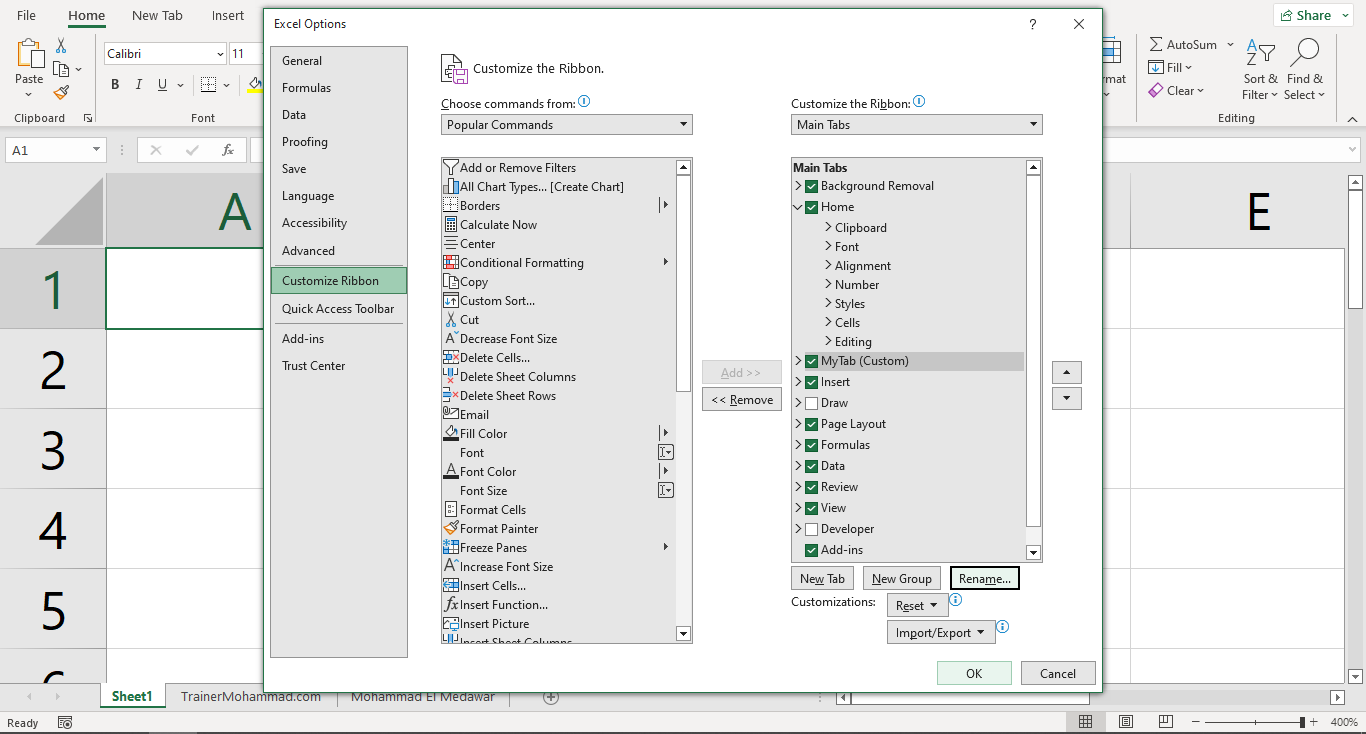 File
Home
New Tab
Insert
Share
Paste
Clipboard
Calibri
11
B I U
Font
mat
AutoSum
Fill
Clear
Sort &
Filter
Find &
Select
Editing
A1
fx
A
E
1
2
3
4
5
6
Excel Options
?
General
Formulas
Data
Proofing
Save
Language
Accessibility
Advanced
Customize Ribbon
Quick Access Toolbar
Add-ins
Trust Center
Customize the Ribbon.
Choose commands from:
Popular Commands
Add or Remove Filters
All Chart Types... [Create Chart]
Borders
Calculate Now
Center
Conditional Formatting
Copy
Custom Sort...
Cut
Decrease Font Size
Delete Cells...
Delete Sheet Columns
Delete Sheet Rows
Email
Fill Color
Font
Font Color
Font Size
Format Cells
Format Painter
Freeze Panes
Increase Font Size
Insert Cells...
Insert Function...
Insert Picture
Insert Sheet Columns
Add >>
<< Remove
Customize the Ribbon:
Main Tabs
Main Tabs
Background Removal
Home
Clipboard
Font
Alignment
Number
Styles
Cells
Editing
MyTab (Custom)
Insert
Draw
Page Layout
Formulas
Data
Review
View
Developer
Add-ins
New Tab
New Group
Rename...
Customizations:
Reset
Import/Export
OK
Cancel
Sheet1
TrainerMohammad.com
Mohammad El Medawar
Ready
400%